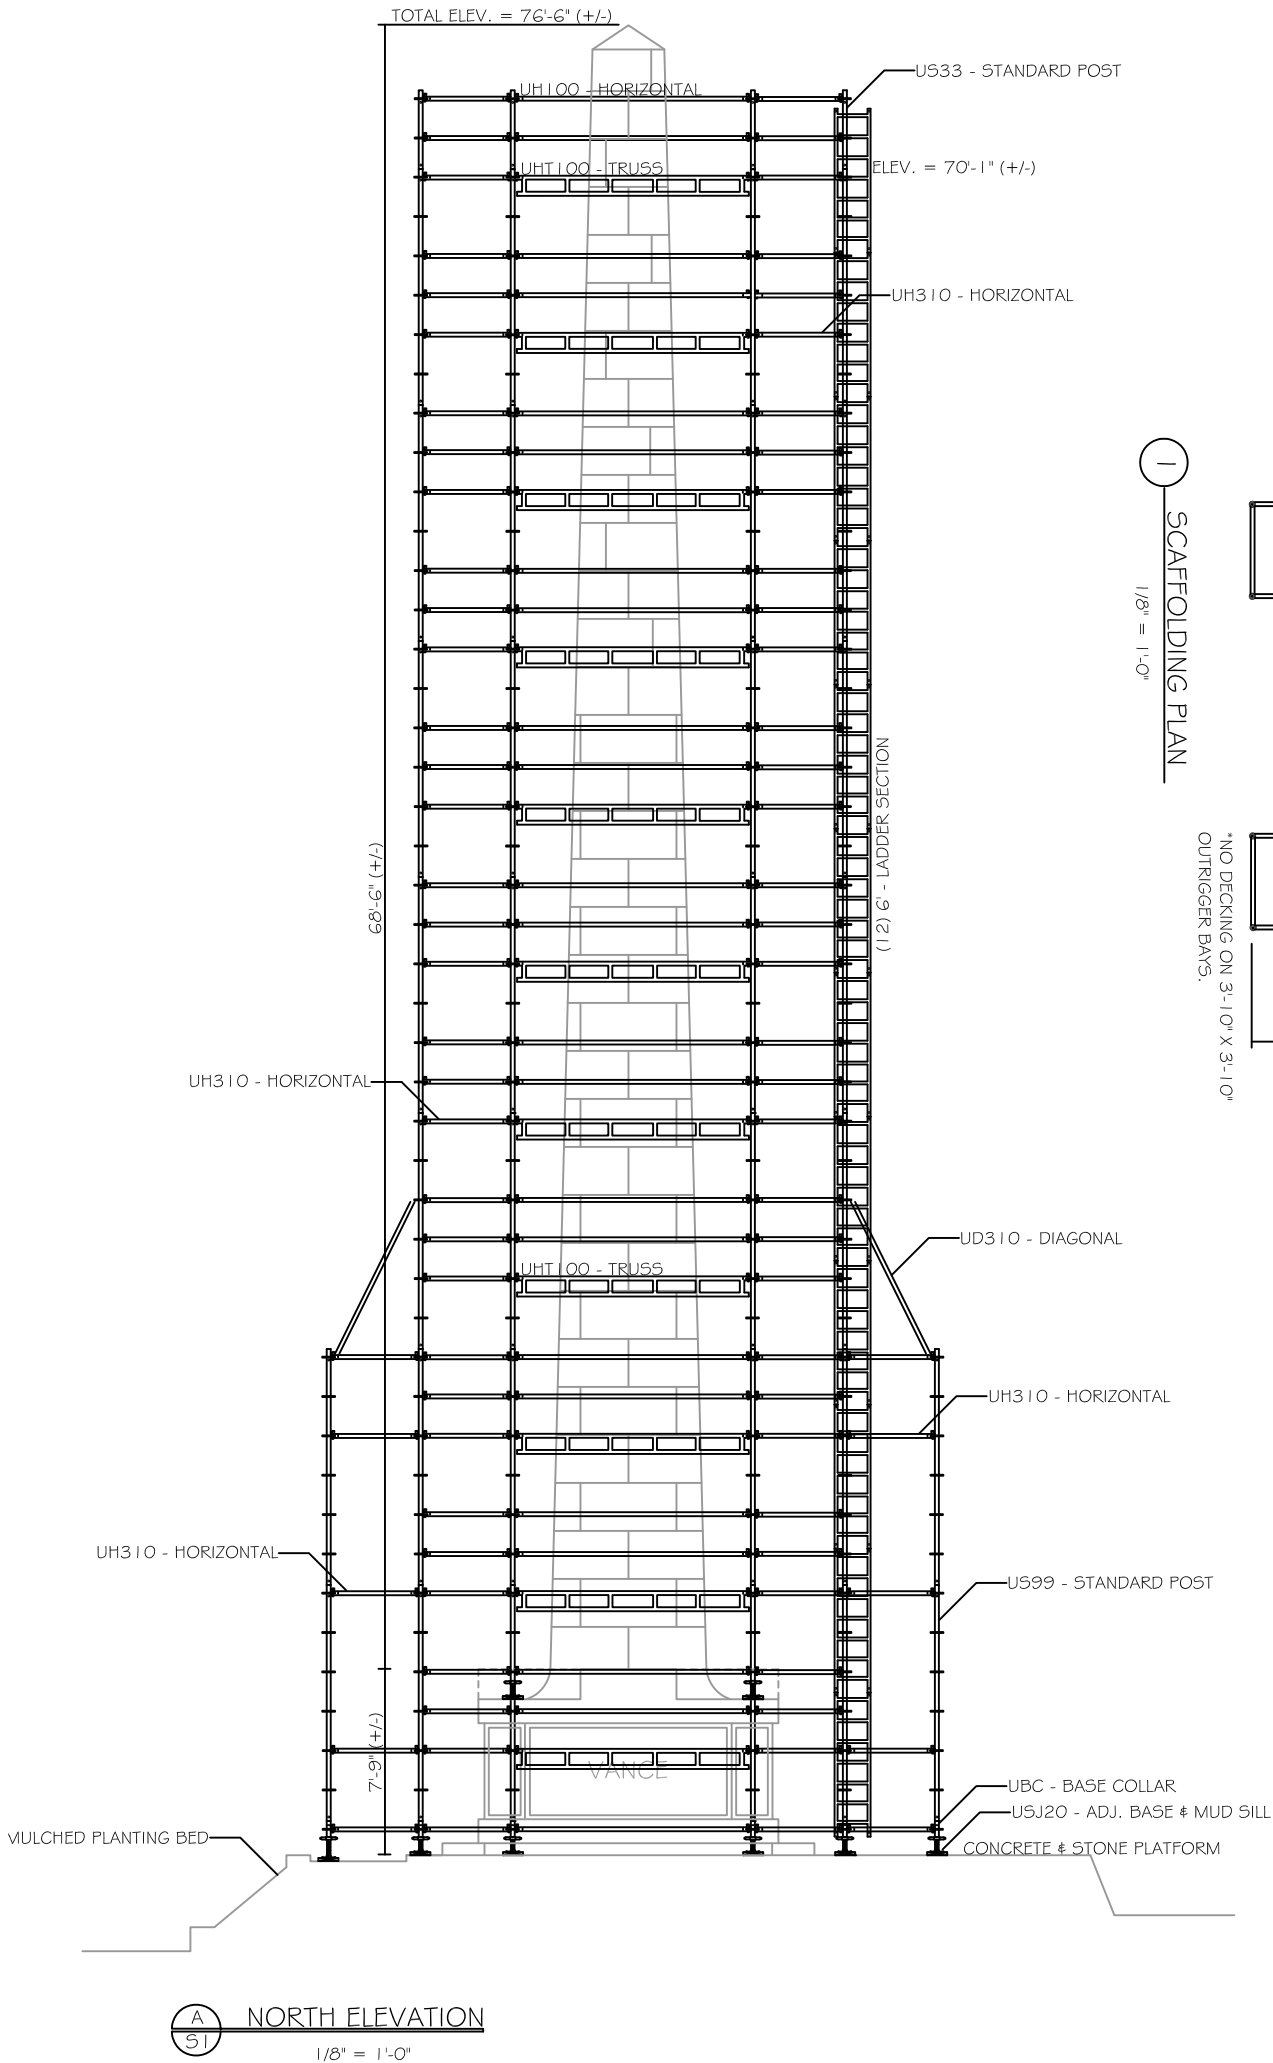 TOTAL ELEV. = 76'-6" (+/-)
US33 - STANDARD POST
UH100 - HORIZONTAL
UHT100 - TRUSS
ELEV. = 70'-1" (+/-)
UH310 - HORIZONTAL
1
SCAFFOLDING PLAN
1/8" = 1'-0"
(12) 6' - LADDER SECTION
*NO DECKING ON 3'-10" X 3'-10"
OUTRIGGER BAYS.
68'-6" (+/-)
UH310 - HORIZONTAL
UD310 - DIAGONAL
UHT100 - TRUSS
UH310 - HORIZONTAL
UH310 - HORIZONTAL
US99 - STANDARD POST
7'-9" (+/-)
VANCE
UBC - BASE COLLAR
USJ20 - ADJ. BASE & MUD SILL
MULCHED PLANTING BED
CONCRETE & STONE PLATFORM
A
S1
NORTH ELEVATION
1/8" = 1'-0"